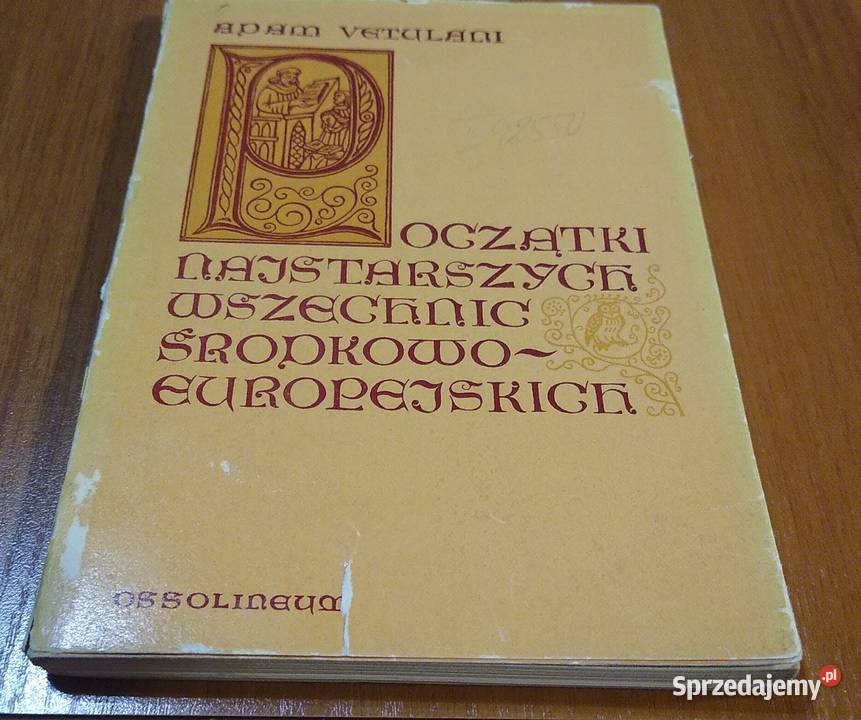 ADAM VETULANI
POCZĄTKI
NAJSTARSZYCH
WSZECHNIC
ŚRODKOWO-
EUROPEJSKICH
OSSOLINEUM
Sprzedajemy.pl